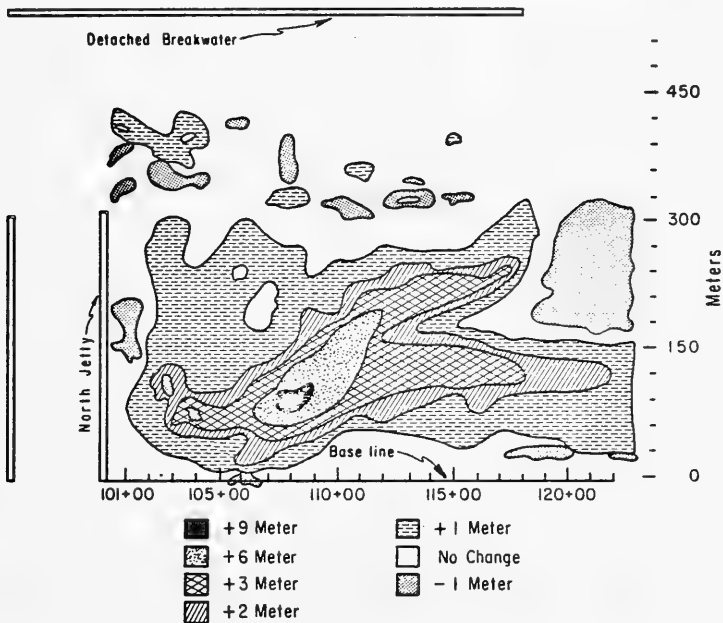 Detached Breakwater
450
300
Meters
150
0
North Jelly
Base line
101+00 105+00 110+00 115+00 120+00
+9 Meter
+6 Meter
+3 Meter
+2 Meter
+1 Meter
No Change
-1 Meter